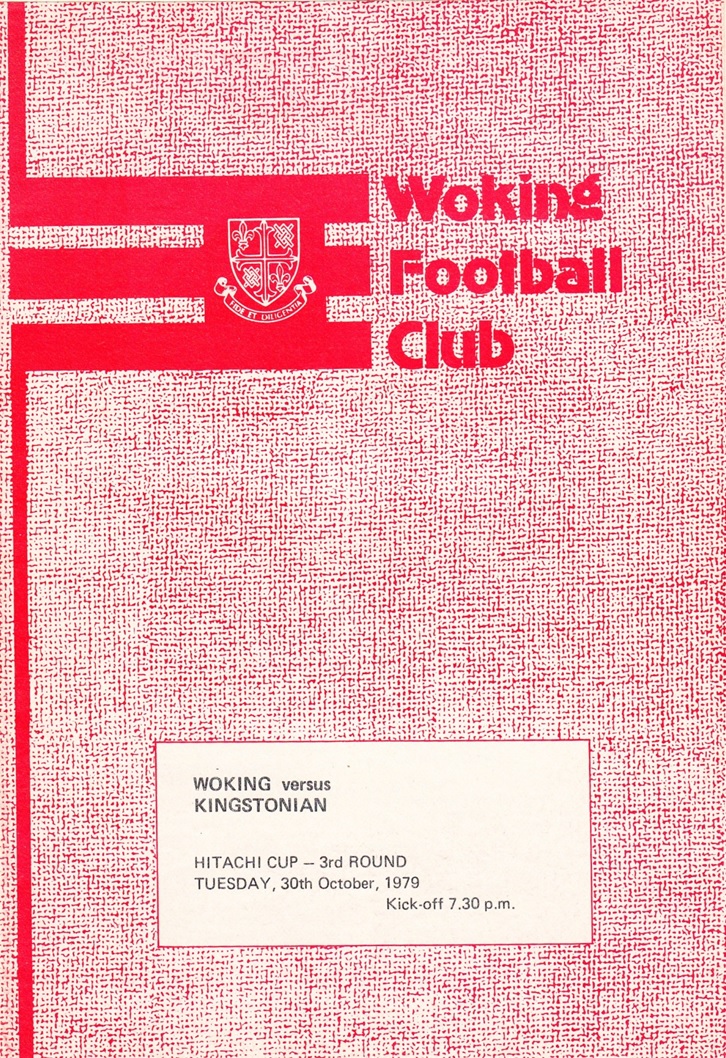 Woking
Football
Club
FIDE ET DILIGENTIA
WOKING versus
KINGSTONIAN
HITACHI CUP – 3rd ROUND
TUESDAY, 30th October, 1979
Kick-off 7.30 p.m.